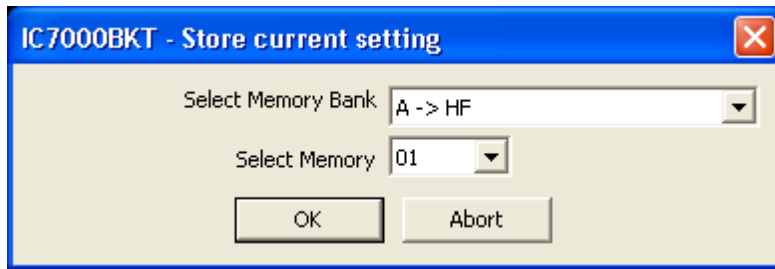 IC7000BKT - Store current setting
Select Memory Bank A -> HF
Select Memory 01
OK Abort